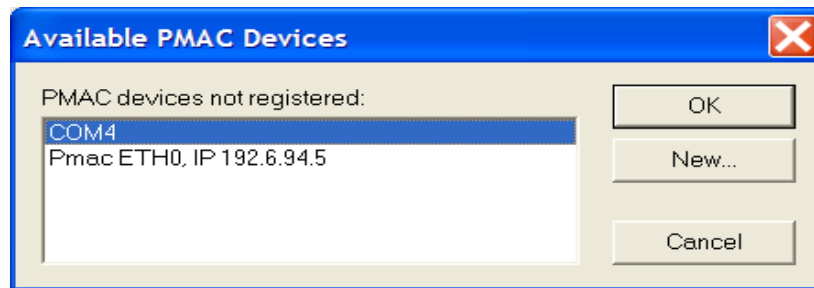 Available PMAC Devices
PMAC devices not registered:
COM4
Pmac ETH0, IP 192.6.94.5
OK
New...
Cancel